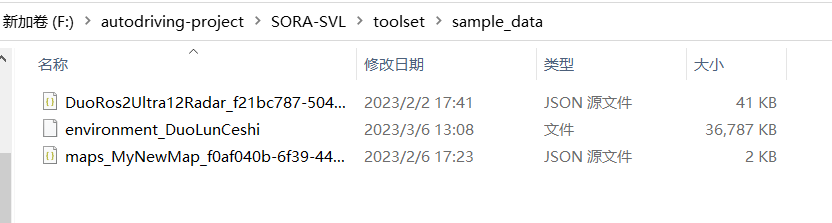 新加卷 (F:) › autodriving-project › SORA-SVL › toolset › sample_data
名称 修改日期 类型 大小
DuoRos2Ultra12Radar_f21bc787-504... 2023/2/2 17:41 JSON 源文件 41 KB
environment_DuoLunCeshi 2023/3/6 13:08 文件 36,787 KB
maps_MyNewMap_f0af040b-6f39-44... 2023/2/6 17:23 JSON 源文件 2 KB